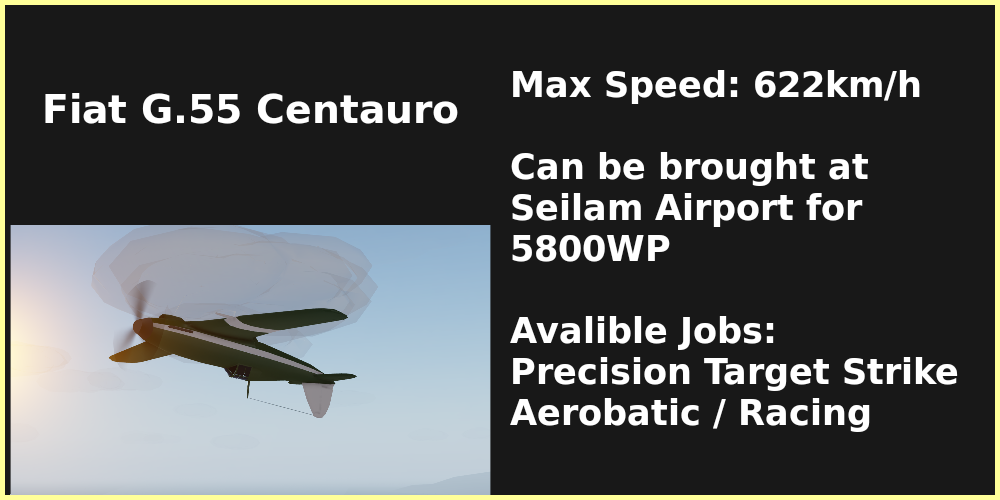 Fiat G.55 Centauro
Max Speed: 622km/h
Can be brought at
Seilam Airport for
5800WP
Avalible Jobs:
Precision Target Strike
Aerobatic / Racing